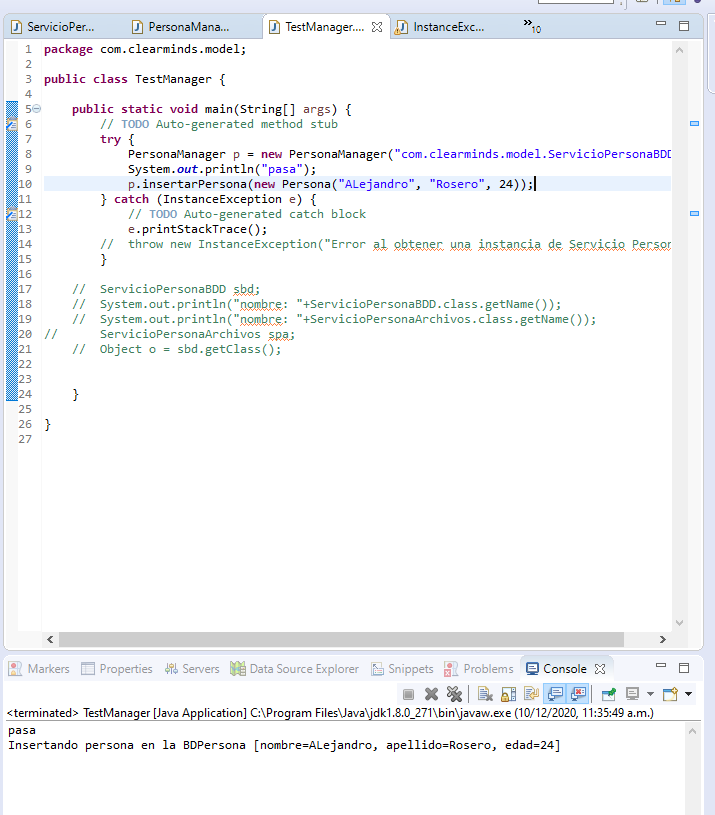 ServicioPer... PersonaMana... TestManager.... InstanceExc... »10
1 package com.clearminds.model;
2
3 public class TestManager {
4
5 public static void main(String[] args) {
6 // TODO Auto-generated method stub
7 try {
8 PersonaManager p = new PersonaManager("com.clearminds.model.ServicioPersonaBDD
9 System.out.println("pasa");
10 p.insertarPersona(new Persona("ALejandro", "Rosero", 24));
11 } catch (InstanceException e) {
12 // TODO Auto-generated catch block
13 e.printStackTrace();
14 // throw new InstanceException("Error al obtener una instancia de Servicio Person
15 }
16
17 // ServicioPersonaBDD sbd;
18 // System.out.println("nombre: "+ServicioPersonaBDD.class.getName());
19 // System.out.println("nombre: "+ServicioPersonaArchivos.class.getName());
20 // ServicioPersonaArchivos spa;
21 // Object o = sbd.getClass();
22
23
24 }
25
26 }
27
Markers Properties Servers Data Source Explorer Snippets Problems Console
<terminated> TestManager [Java Application] C:\Program Files\Java\jdk1.8.0_271\bin\javaw.exe (10/12/2020, 11:35:49 a.m.)
pasa
Insertando persona en la BDPersona [nombre=ALejandro, apellido=Rosero, edad=24]